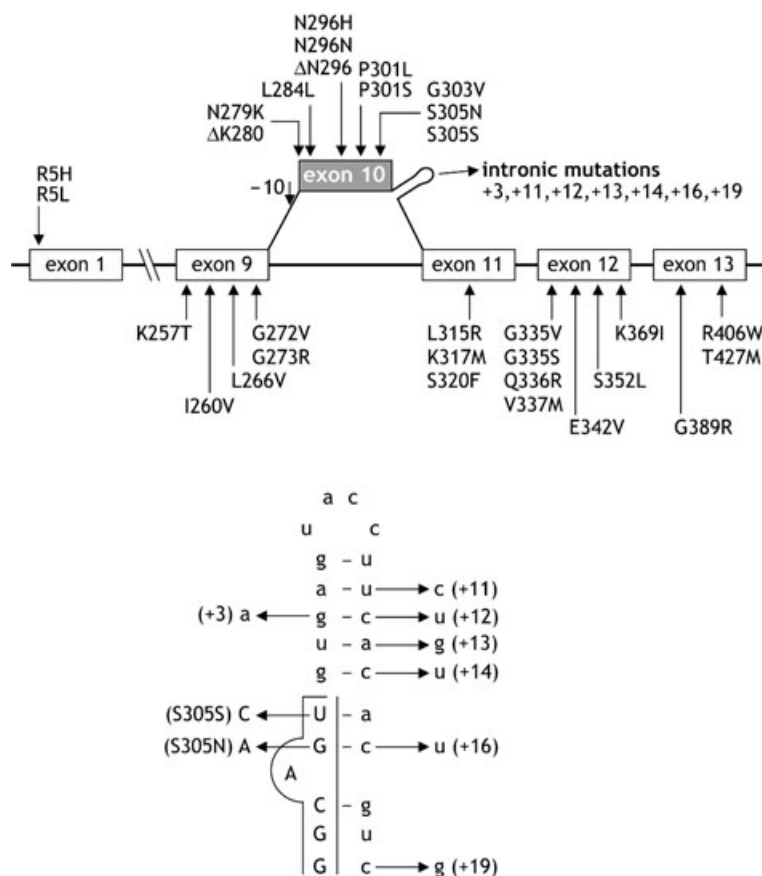 N296H
N296N
ΔN296
P301L
L284L
P301S
G303V
N279K
S305N
ΔK280
S305S
R5H
R5L
–10
exon 10
intronic mutations
+3,+11,+12,+13,+14,+16,+19
exon 1
exon 9
exon 11
exon 12
exon 13
K257T
G272V
G273R
L266V
I260V
L315R
K317M
S320F
G335V
G335S
Q336R
V337M
K369I
S352L
E342V
R406W
T427M
G389R
a c
u c
g – u
a – u c (+11)
(+3) a g – c u (+12)
u – a g (+13)
g – c u (+14)
(S305S) C U – a
(S305N) A G – c u (+16)
A
C – g
G u
G c g (+19)